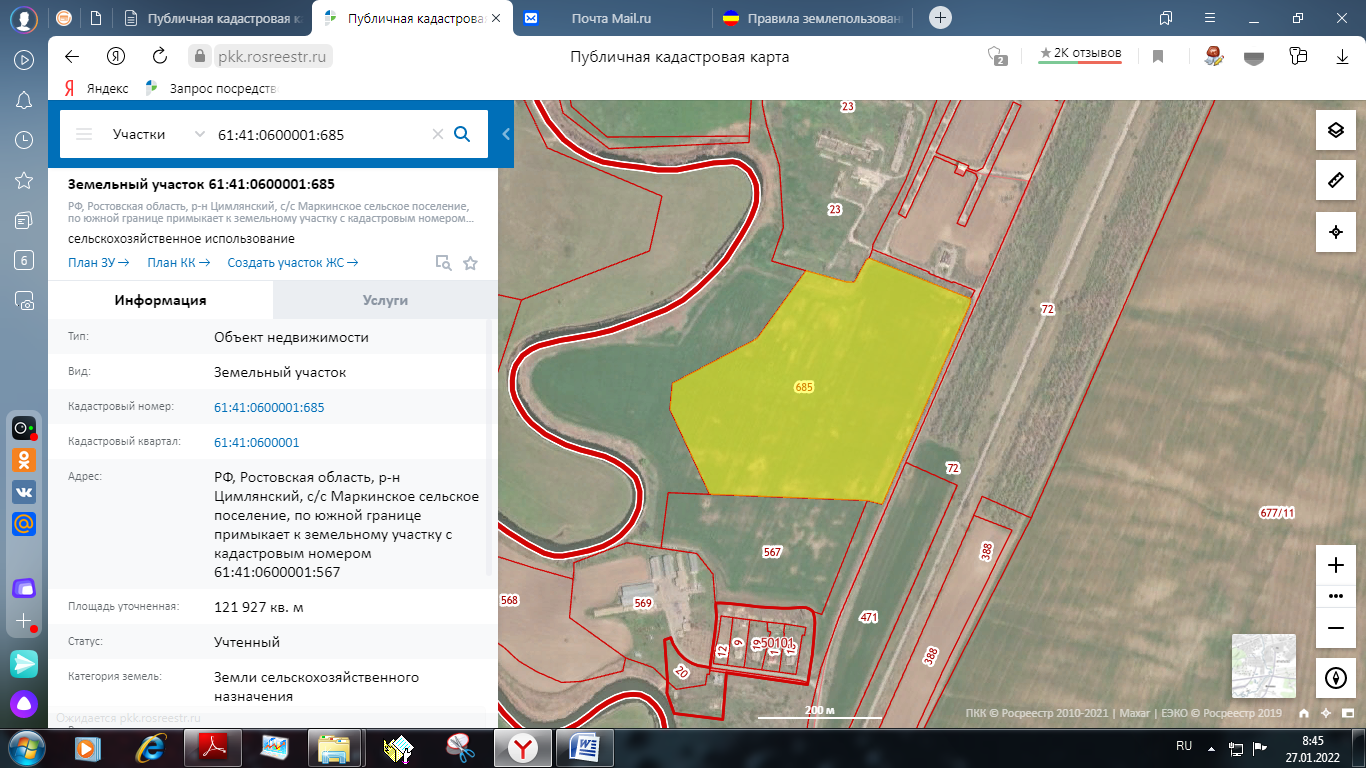 Публичная кадастровая к
Публичная кадастрова
Почта Mail.ru
Правила землепользован
pkk.rosreestr.ru
Публичная кадастровая карта
2
2К отзывов
Яндекс
Запрос посредств
Участки
61:41:0600001:685
Земельный участок 61:41:0600001:685
РФ, Ростовская область, р-н Цимлянский, с/с Маркинское сельское поселение,
по южной границе примыкает к земельному участку с кадастровым номером...
сельскохозяйственное использование
План ЗУ →
План КК →
Создать участок ЖС →
6
Информация
Услуги
Тип:
Объект недвижимости
Вид:
Земельный участок
Кадастровый номер:
61:41:0600001:685
Кадастровый квартал:
61:41:0600001
Адрес:
РФ, Ростовская область, р-н
Цимлянский, с/с Маркинское сельское
поселение, по южной границе
примыкает к земельному участку с
кадастровым номером
61:41:0600001:567
Площадь уточненная:
121 927 кв. м
Статус:
Учтенный
Категория земель:
Земли сельскохозяйственного
назначения
Ожидается pkk.rosreestr.ru
23
23
72
685
72
677/11
567
388
568
569
471
12
9
19
50101
20
388
200 м
ПКК © Росреестр 2010-2021 | Maxar | ЕЭКО © Росреестр 2019
RU
8:45
27.01.2022